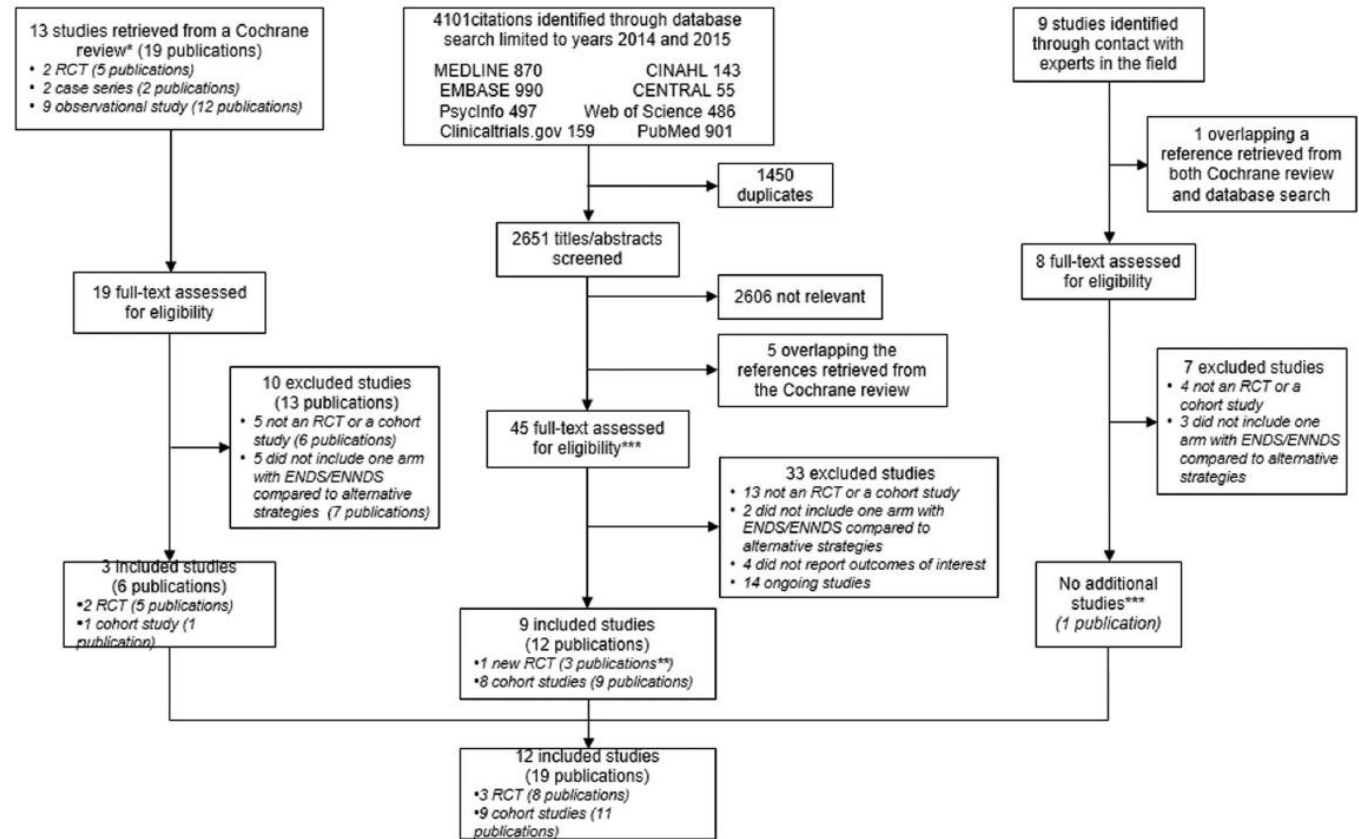 13 studies retrieved from a Cochrane
review* (19 publications)
• 2 RCT (5 publications)
• 2 case series (2 publications)
• 9 observational study (12 publications)
4101citations identified through database
search limited to years 2014 and 2015
MEDLINE 870 CINAHL 143
EMBASE 990 CENTRAL 55
PsycInfo 497 Web of Science 486
Clinicaltrials.gov 159 PubMed 901
9 studies identified
through contact with
experts in the field
1 overlapping a
reference retrieved from
both Cochrane review
and database search
1450
duplicates
2651 titles/abstracts
screened
8 full-text assessed
for eligibility
19 full-text assessed
for eligibility
2606 not relevant
5 overlapping the
references retrieved from
the Cochrane review
10 excluded studies
(13 publications)
• 5 not an RCT or a cohort
study (6 publications)
• 5 did not include one arm
with ENDS/ENNDS
compared to alternative
strategies (7 publications)
45 full-text assessed
for eligibility***
7 excluded studies
• 4 not an RCT or a
cohort study
• 3 did not include one
arm with ENDS/ENNDS
compared to alternative
strategies
33 excluded studies
• 13 not an RCT or a cohort study
• 2 did not include one arm with
ENDS/ENNDS compared to
alternative strategies
• 4 did not report outcomes of interest
• 14 ongoing studies
3 included studies
(6 publications)
•2 RCT (5 publications)
•1 cohort study (1
publication)
9 included studies
(12 publications)
•1 new RCT (3 publications**)
•8 cohort studies (9 publications)
No additional
studies***
(1 publication)
12 included studies
(19 publications)
•3 RCT (8 publications)
•9 cohort studies (11
publications)